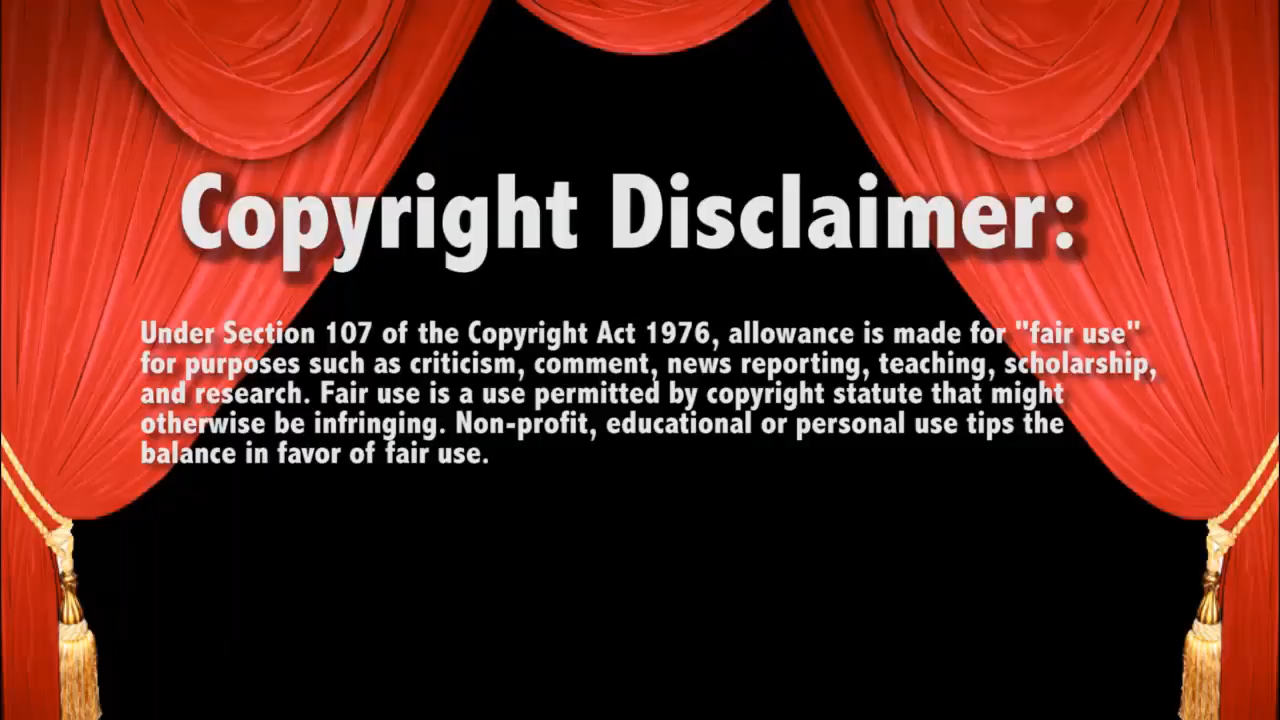 Copyright Disclaimer:
Under Section 107 of the Copyright Act 1976, allowance is made for "fair use"
for purposes such as criticism, comment, news reporting, teaching, scholarship,
and research. Fair use is a use permitted by copyright statute that might
otherwise be infringing. Non-profit, educational or personal use tips the
balance in favor of fair use.